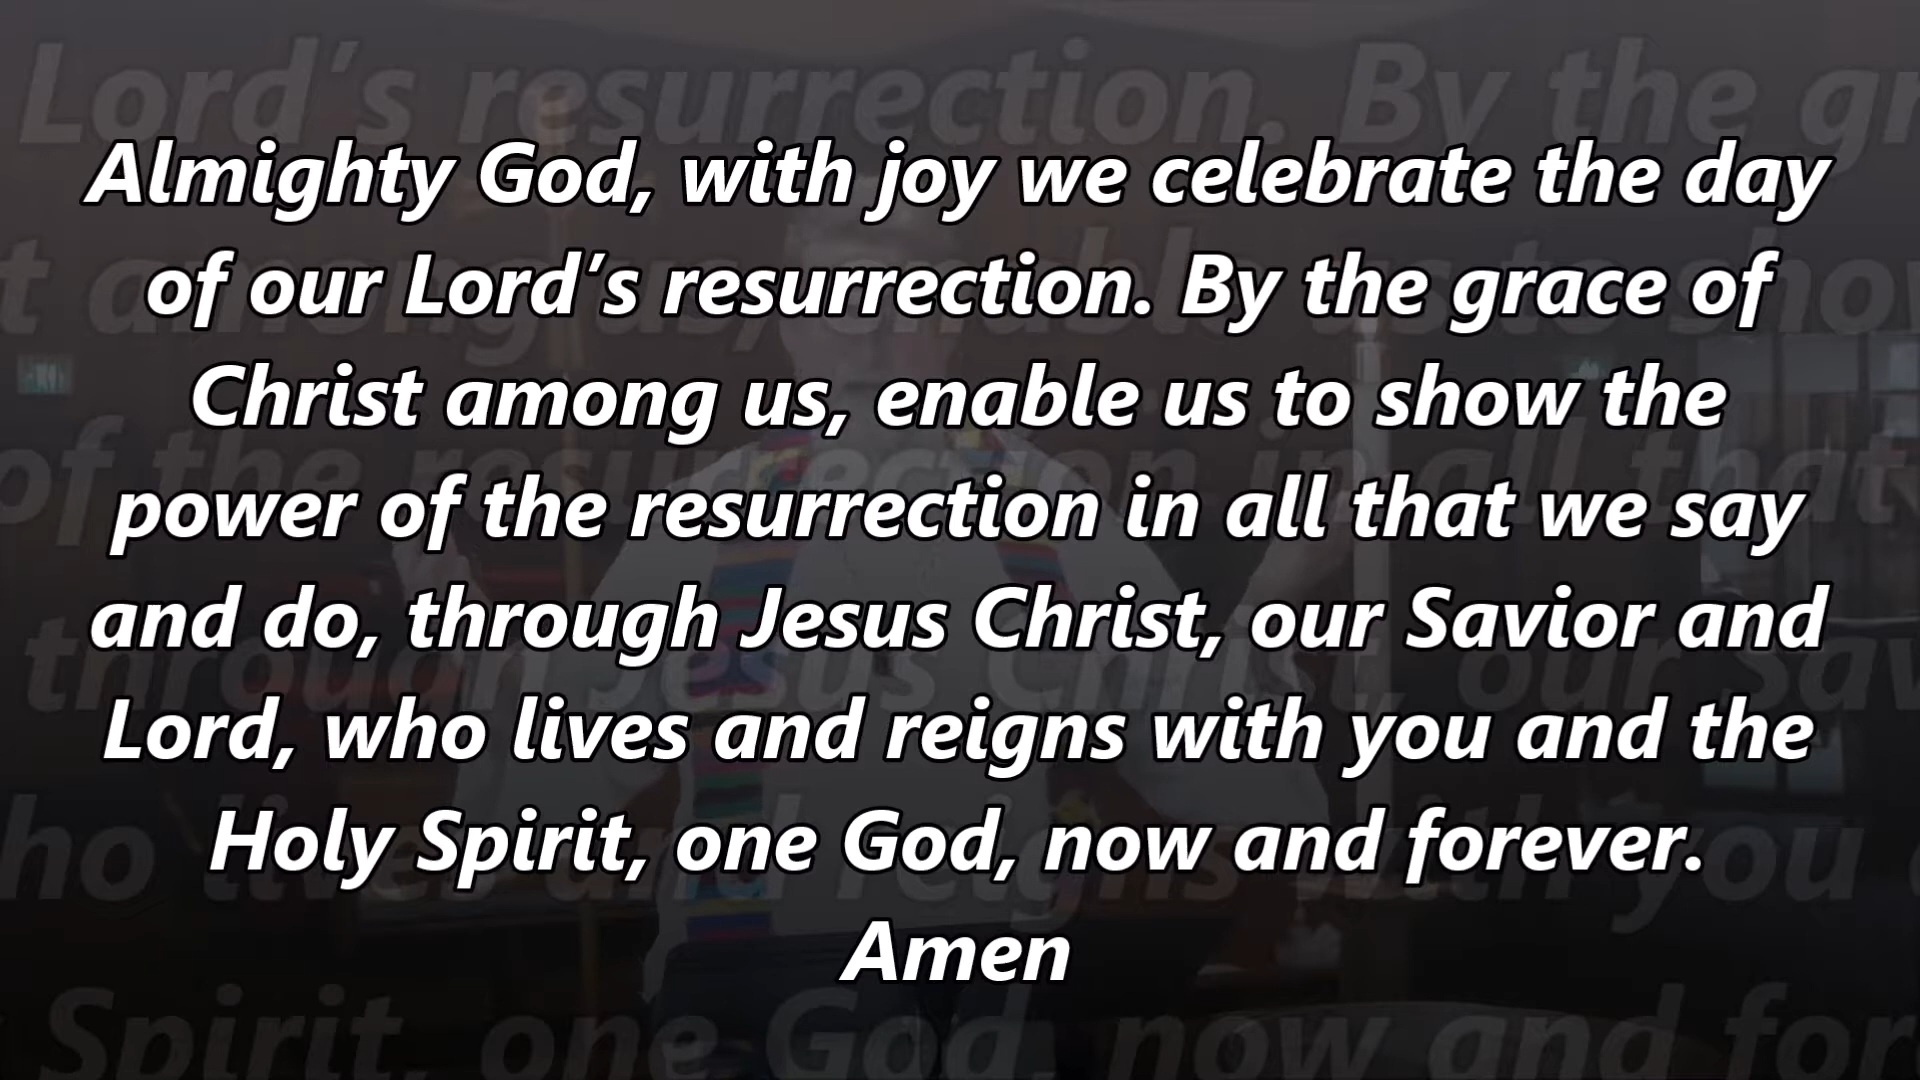 Almighty God, with joy we celebrate the day
of our Lord’s resurrection. By the grace of
Christ among us, enable us to show the
power of the resurrection in all that we say
and do, through Jesus Christ, our Savior and
Lord, who lives and reigns with you and the
Holy Spirit, one God, now and forever.
Amen